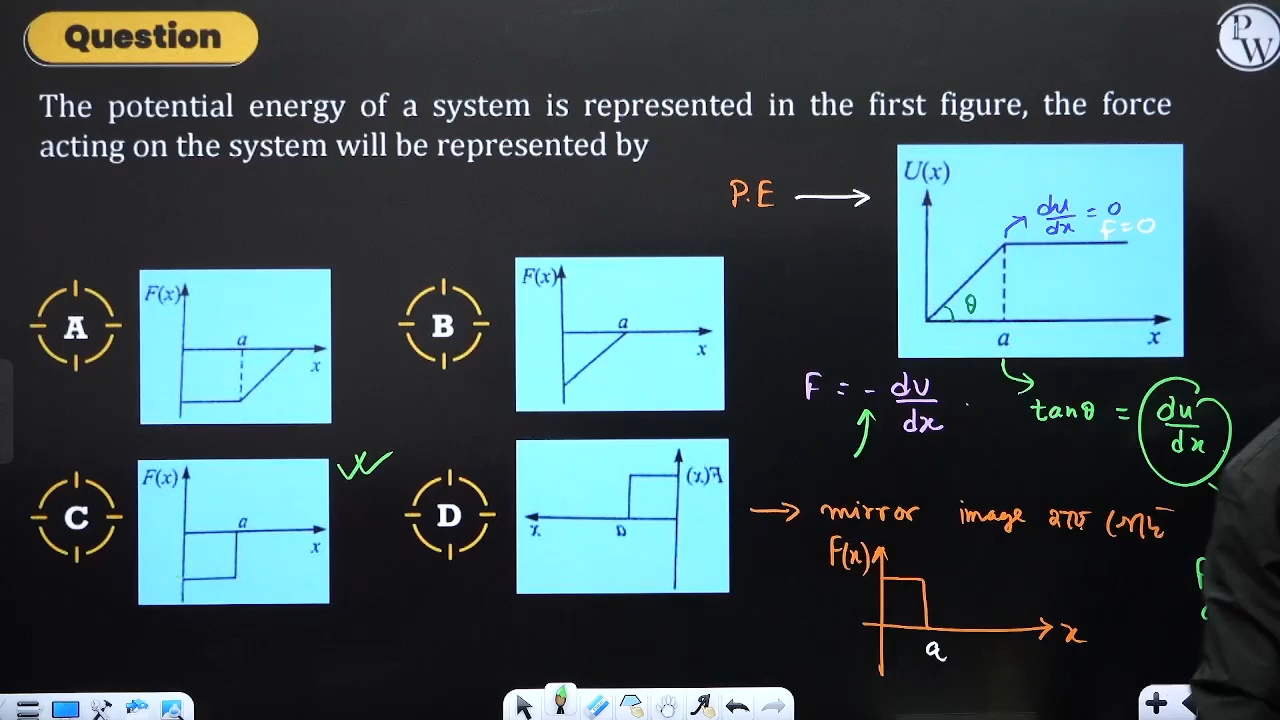 Question
P
W
The potential energy of a system is represented in the first figure, the force
acting on the system will be represented by
P.E
U(x)
du/dx = 0
F = 0
θ
a
x
A
F(x)
a
x
B
F(x)
a
x
F = - du/dx
tanθ = du/dx
C
F(x)
a
x
D
F(x)
a
x
mirror image
F(x)
x
a